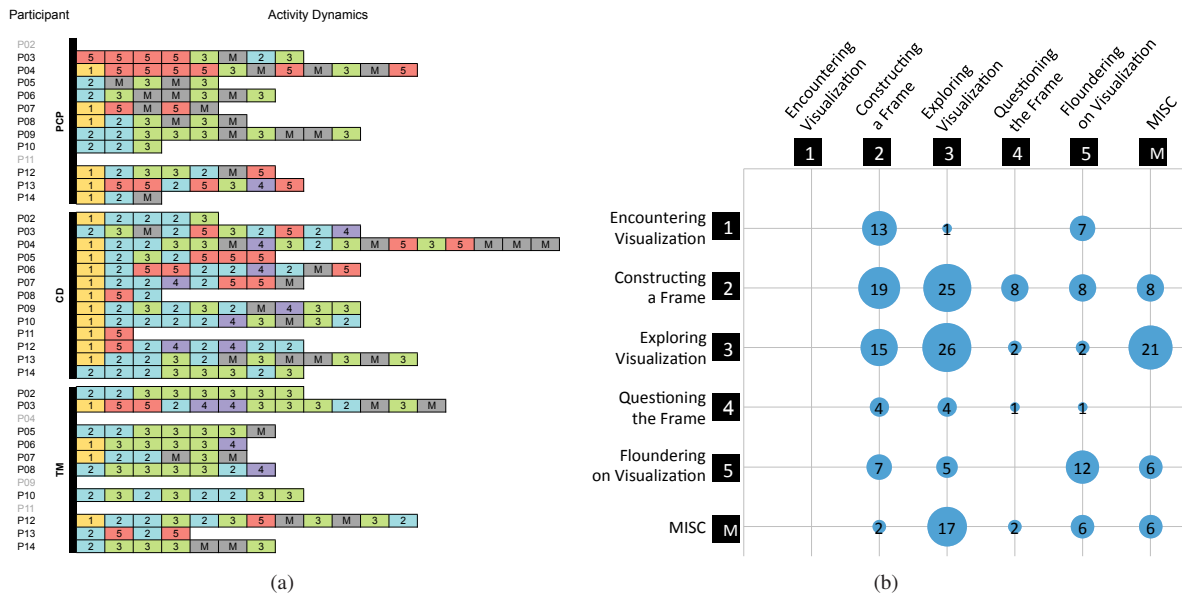 Participant Activity Dynamics
PCP
P02
P03 5 5 5 5 3 M 2 3
P04 1 5 5 5 5 3 M 5 M 3 M 5
P05 2 M 3 M 3
P06 2 3 M M 3 M 3
P07 1 5 M 5 M
P08 1 2 3 M 3 M
P09 2 2 3 3 3 M 3 M M 3
P10 2 2 3
P11
P12 1 2 3 3 2 M 5
P13 1 5 5 2 5 3 4 5
P14 1 2 M
CD
P02 1 2 2 2 3
P03 2 3 M 2 5 3 2 5 2 4
P04 1 2 2 3 3 M 4 3 2 3 M 5 3 5 M M M
P05 1 2 3 2 5 5 5
P06 1 2 5 5 2 2 4 2 M 5
P07 1 2 2 4 2 5 5 M
P08 1 5 2
P09 1 2 3 2 3 2 M 4 3 3
P10 1 2 2 2 2 4 3 M 3 2
P11 1 5
P12 1 5 2 4 2 4 2 2
P13 1 2 2 3 2 M 3 M 3 M M 3
P14 2 2 3 3 3 3 2 3
TM
P02 2 2 3 3 3 3 3 3
P03 1 5 5 2 4 4 3 3 3 2 M 3 M
P04
P05 2 2 3 3 3 3 M
P06 1 3 3 3 3 4
P07 1 2 2 M 3 M
P08 2 3 3 3 3 2 4
P09
P10 2 3 2 3 2 2 3 3
P11
P12 1 2 2 3 2 3 5 M 3 M 3 2
P13 2 5 2 5
P14 2 3 3 3 M M 3
(a)
Encountering
Visualization
Constructing
a Frame
Exploring
Visualization
Questioning
the Frame
Floundering
on Visualization
MISC
1 2 3 4 5 M
Encountering
Visualization
1 13 1 7
Constructing
a Frame
2 19 25 8 8 8
Exploring
Visualization
3 15 26 2 2 21
Questioning
the Frame
4 4 4 1 1
Floundering
on Visualization
5 7 5 12 6
MISC M 2 17 2 6 6
(b)